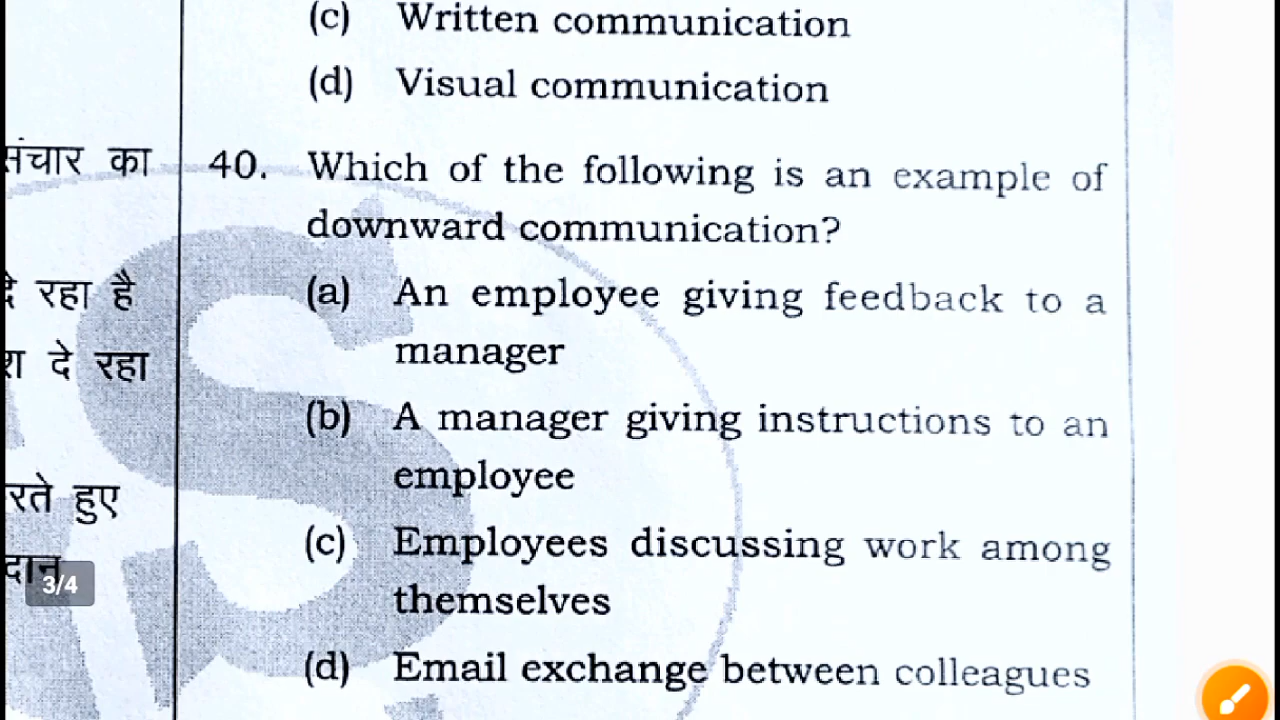 (c) Written communication
(d) Visual communication
संचार का
40. Which of the following is an example of
downward communication?
रहा है
(a) An employee giving feedback to a
manager
दे रहा
(b) A manager giving instructions to an
employee
हुए
(c) Employees discussing work among
themselves
3/4
(d) Email exchange between colleagues